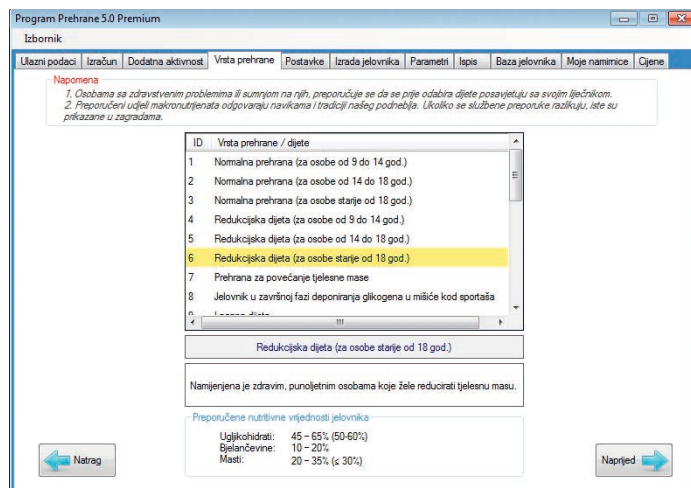 Program Prehrane 5.0 Premium
Izbornik
Ulazni podaci Izračun Dodatna aktivnost Vrsta prehrane Postavke Izrada jelovnika Parametri Ispis Baza jelovnika Moje namirnice Cijene
Napomena
1. Osobama sa zdravstvenim problemima ili sumnjom na njih, preporučuje se da se prije odabira dijete posavjetuju sa svojim liječnikom.
2. Preporučeni udjeli makronutrijenata odgovaraju navikama i tradiciji našeg podneblja. Ukoliko se službene preporuke razlikuju, iste su
prikazane u zagradama.
ID Vrsta prehrane / dijete
1 Normalna prehrana (za osobe od 9 do 14 god.)
2 Normalna prehrana (za osobe od 14 do 18 god.)
3 Normalna prehrana (za osobe starije od 18 god.)
4 Redukcijska dijeta (za osobe od 9 do 14 god.)
5 Redukcijska dijeta (za osobe od 14 do 18 god.)
6 Redukcijska dijeta (za osobe starije od 18 god.)
7 Prehrana za povećanje tjelesne mase
8 Jelovnik u završnoj fazi deponiranja glikogena u mišiće kod sportaša
Redukcijska dijeta (za osobe starije od 18 god.)
Namijenjena je zdravim, punoljetnim osobama koje žele reducirati tjelesnu masu.
Preporučene nutritivne vrijednosti jelovnika
Ugljikohidrati: 45 – 65% (50-60%)
Bjelančevine: 10 – 20%
Masti: 20 – 35% (≤ 30%)
Natrag
Naprijed